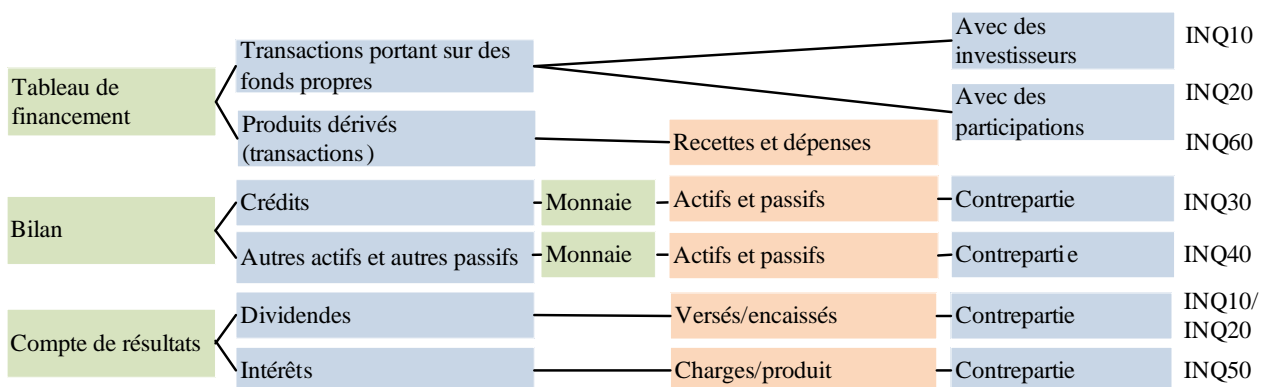 Tableau de
financement
Transactions portant sur des
fonds propres
Avec des
investisseurs
INQ10
Avec des
participations
INQ20
Produits dérivés
(transactions)
Recettes et dépenses
INQ60
Bilan
Crédits
Monnaie
Actifs et passifs
Contrepartie
INQ30
Autres actifs et autres passifs
Monnaie
Actifs et passifs
Contrepartie
INQ40
Compte de résultats
Dividendes
Versés/encaissés
Contrepartie
INQ10/
INQ20
Intérêts
Charges/produit
Contrepartie
INQ50